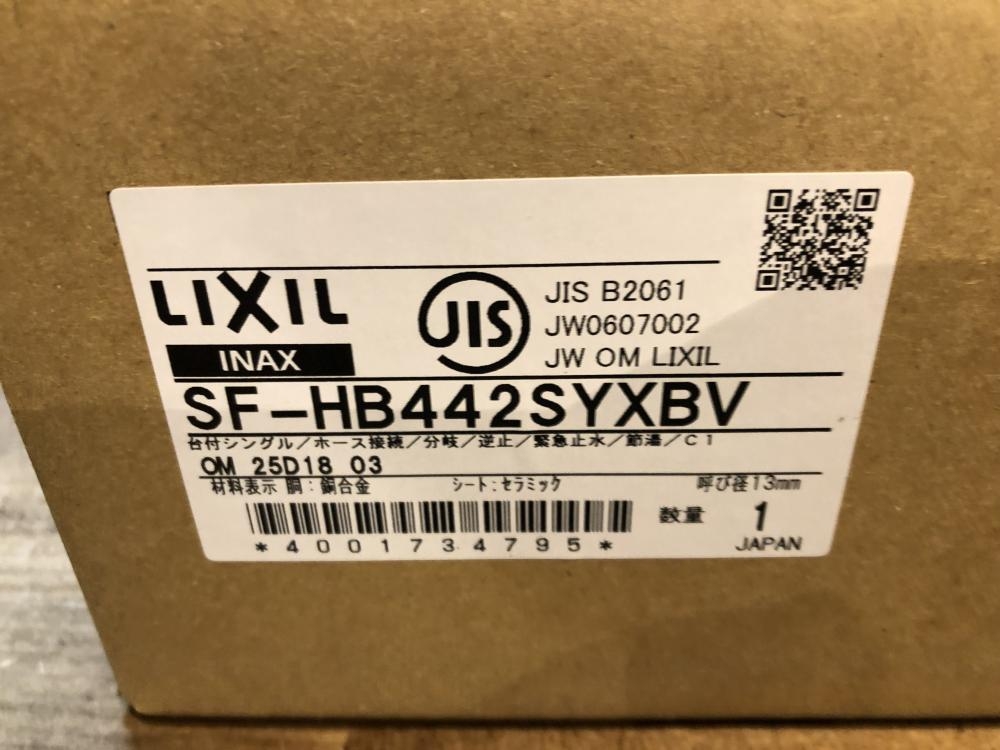 LIXIL
INAX
JIS
JIS B2061
JW0607002
JW OM LIXIL
SF-HB442SYXBV
台付シングル/ホース接続/分岐/逆止/緊急止水/節湯/C1
OM 25D18 03
材料表示 胴:銅合金 シート:セラミック 呼び径13mm
*4001734795* 数量 1
JAPAN